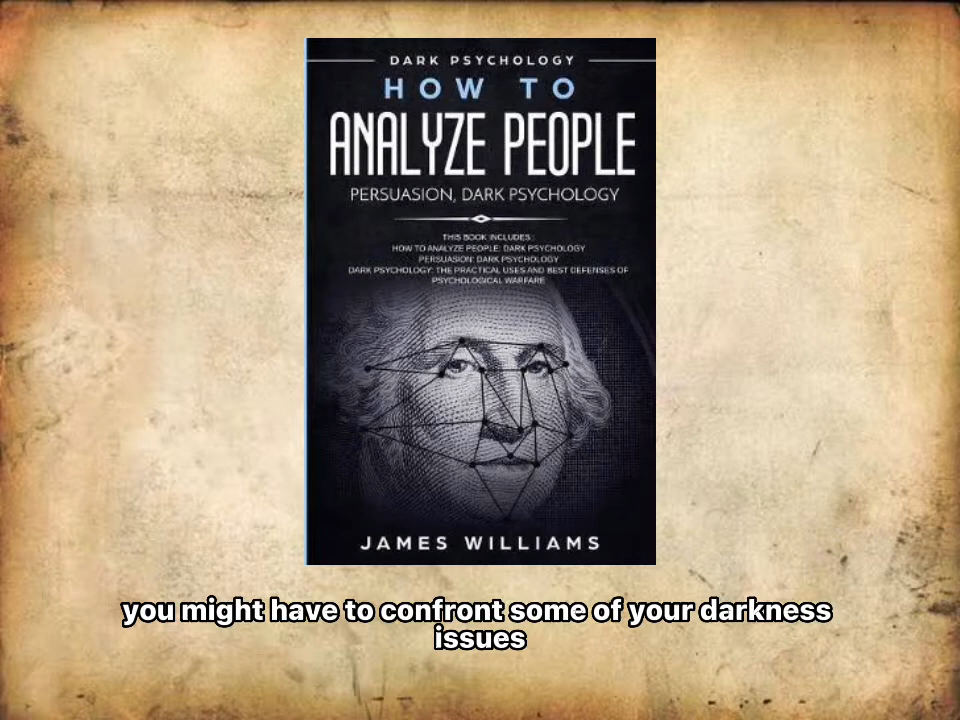 DARK PSYCHOLOGY
HOW TO
ANALYZE PEOPLE
PERSUASION, DARK PSYCHOLOGY
THIS BOOK INCLUDES:
HOW TO ANALYZE PEOPLE: DARK PSYCHOLOGY
PERSUASION: DARK PSYCHOLOGY
DARK PSYCHOLOGY: THE PRACTICAL USES AND BEST DEFENSES OF
PSYCHOLOGICAL WARFARE
JAMES WILLIAMS
you might have to confront some of your darkness
issues